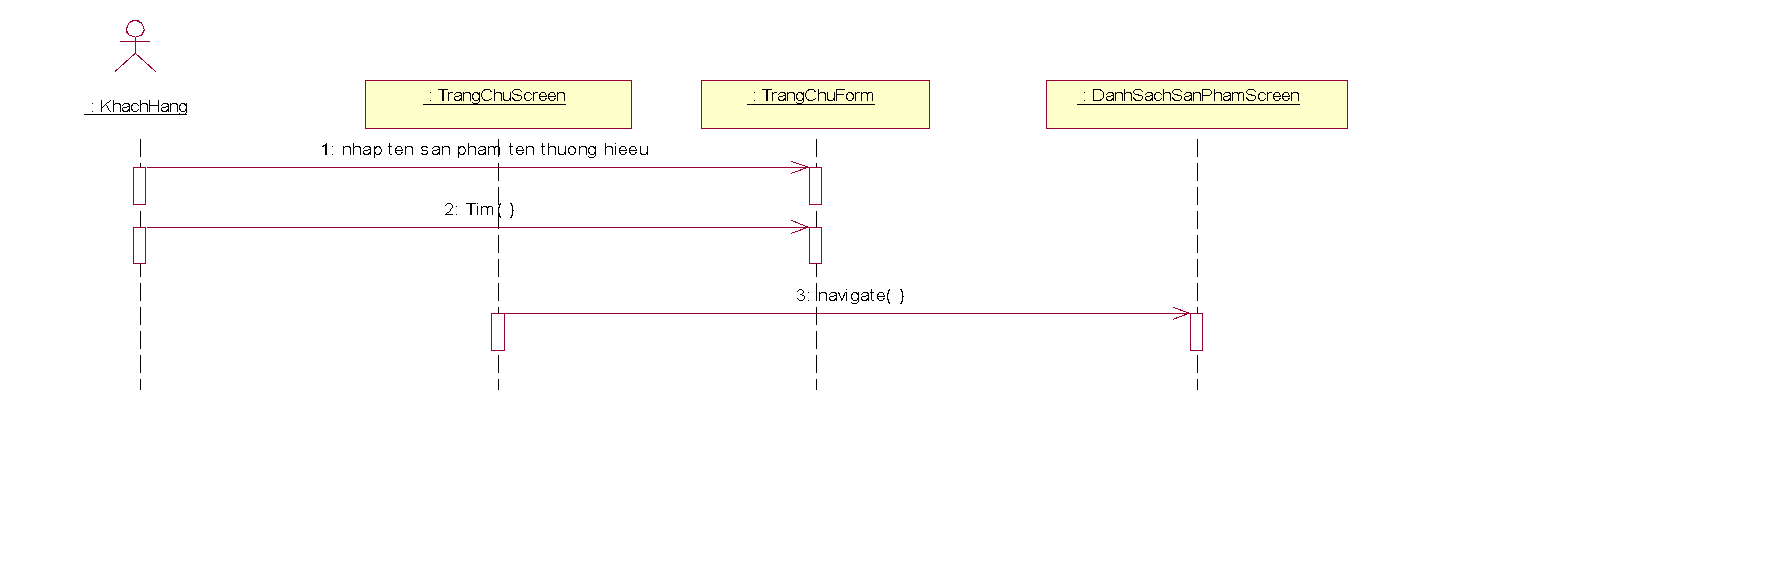 : KhachHang
: TrangChuScreen
: TrangChuForm
: DanhSachSanPhamScreen
1: nhap ten san pham ten thuong hieeu
2: Tim( )
3: navigate( )